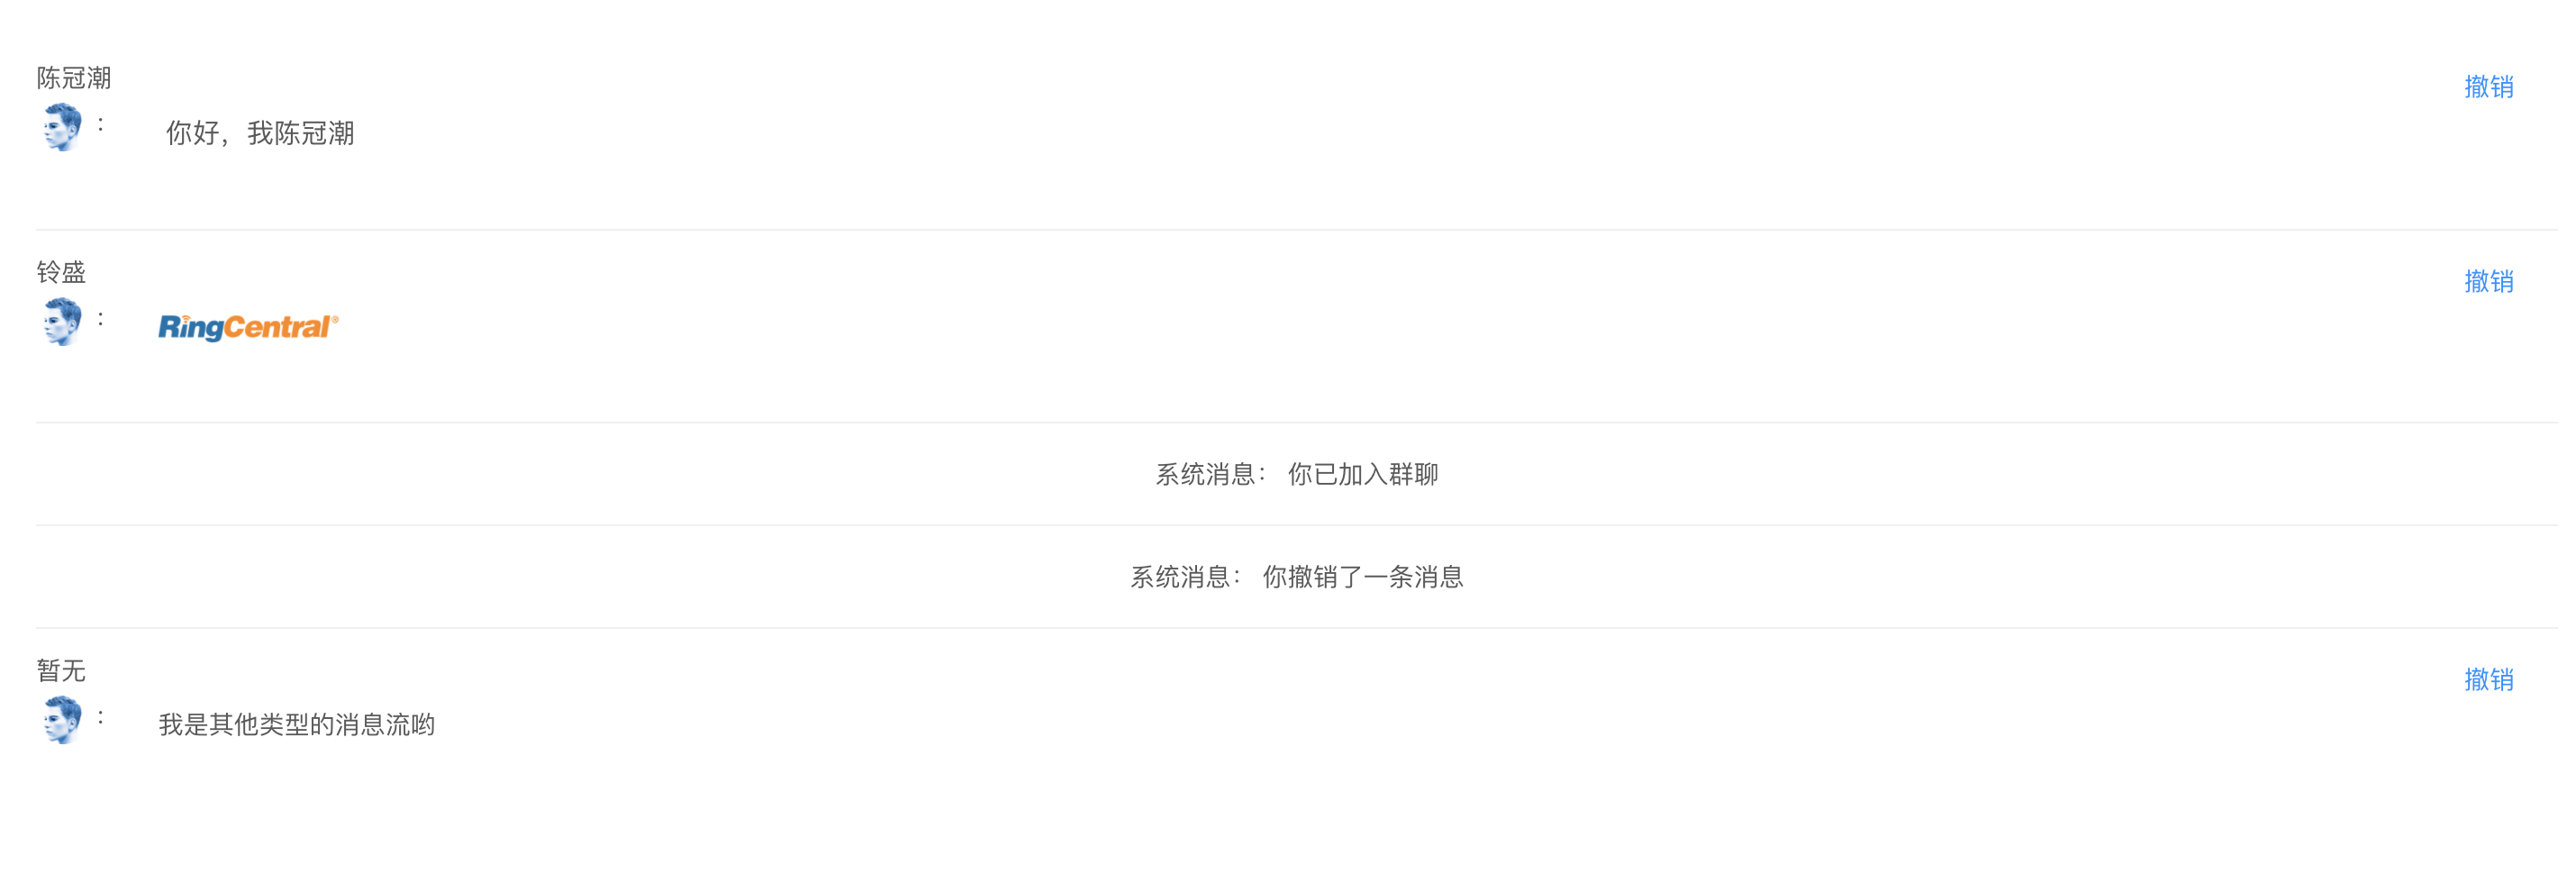 陈冠潮
撤销
： 你好，我陈冠潮
铃盛
撤销
： RingCentral®
系统消息： 你已加入群聊
系统消息： 你撤销了一条消息
暂无
撤销
： 我是其他类型的消息流哟